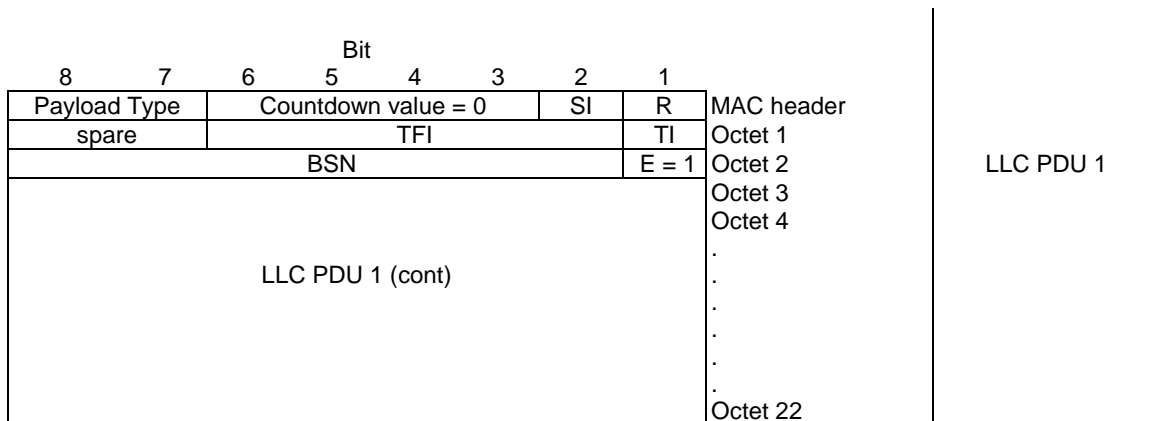 Bit
8 7 6 5 4 3 2 1
Payload Type Countdown value = 0 SI R MAC header
spare TFI TI Octet 1
BSN E = 1 Octet 2 LLC PDU 1
Octet 3
Octet 4
.
LLC PDU 1 (cont) .
.
.
.
.
Octet 22